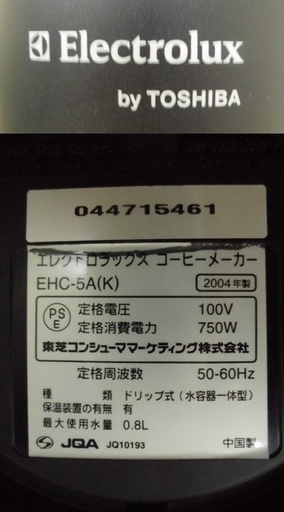 Electrolux
by TOSHIBA
044715461
エレクトロラックス コーヒーメーカー
EHC-5A(K) 2004年製
PS
E
定格電圧 100V
定格消費電力 750W
東芝コンシューママーケティング株式会社
定格周波数 50-60Hz
種 類 ドリップ式（水容器一体型）
保温装置の有無 有
最大使用水量 0.8L
JQA JQ10193 中国製